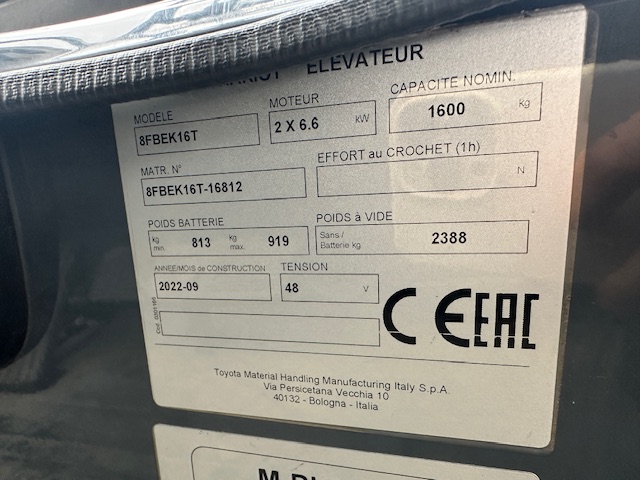 ELEVATEUR
MODELE
8FBEK16T
MOTEUR
2 X 6.6 kW
CAPACITE NOMIN.
1600 kg
MATR. N°
8FBEK16T-16812
EFFORT au CROCHET (1h)
N
POIDS BATTERIE
kg min. 813 kg max. 919
POIDS à VIDE
Sans / Batterie kg 2388
ANNEE/MOIS de CONSTRUCTION
2022-09
TENSION
48 V
CE EAC
Toyota Material Handling Manufacturing Italy S.p.A.
Via Persicetana Vecchia 10
40132 - Bologna - Italia